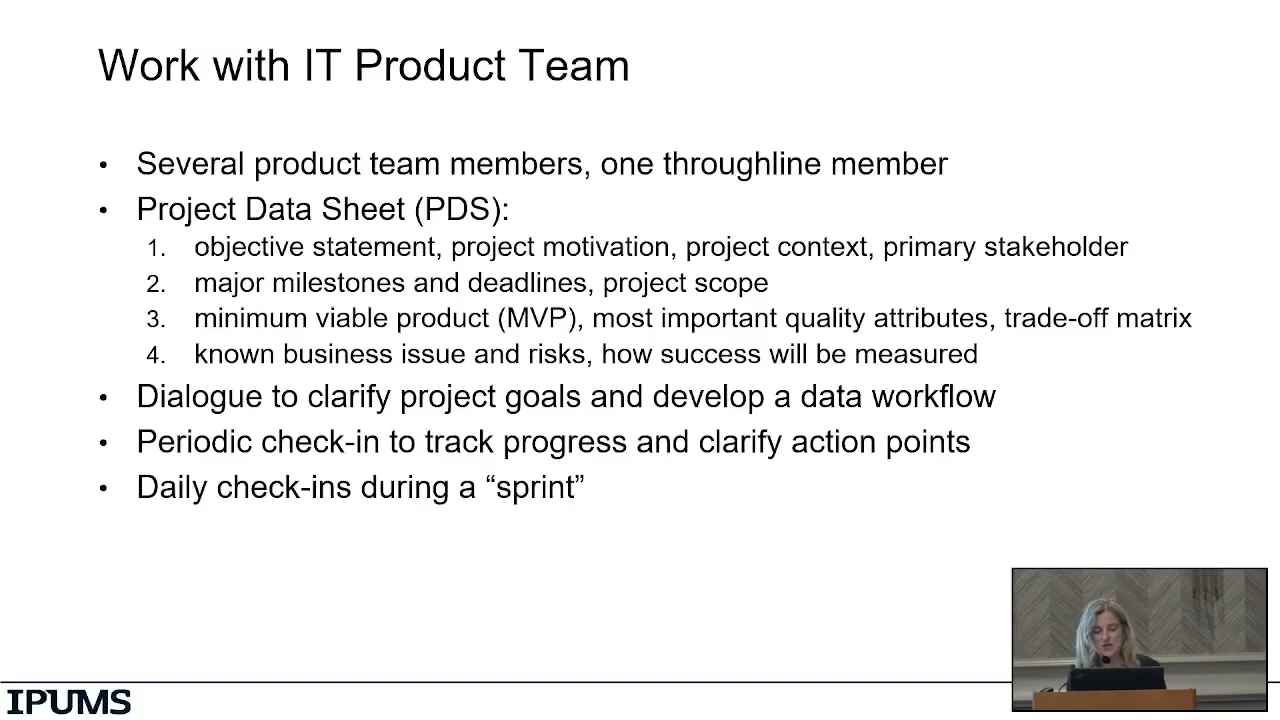 Work with IT Product Team
• Several product team members, one throughline member
• Project Data Sheet (PDS):
1. objective statement, project motivation, project context, primary stakeholder
2. major milestones and deadlines, project scope
3. minimum viable product (MVP), most important quality attributes, trade-off matrix
4. known business issue and risks, how success will be measured
• Dialogue to clarify project goals and develop a data workflow
• Periodic check-in to track progress and clarify action points
• Daily check-ins during a “sprint”
IPUMS